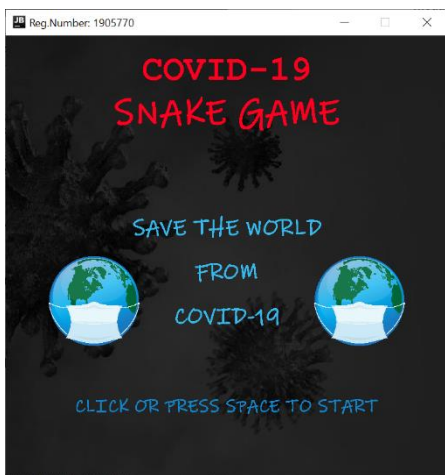 JB Reg.Number: 1905770
COVID-19
SNAKE GAME
SAVE THE WORLD
FROM
COVID-19
CLICK OR PRESS SPACE TO START